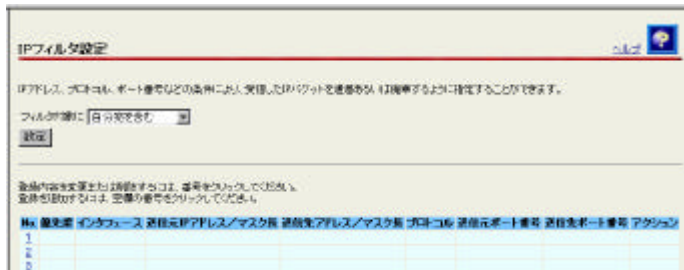 IPフィルタ設定
ヘルプ
IPアドレス、プロトコル、ポート番号などの条件により、受信したIPパケットを通過あるいは廃棄するように指定することができます。
フィルタ対象に 自分宛を含む
設定
登録内容を変更または削除するには、番号をクリックしてください。
登録を追加するには、空欄の番号をクリックしてください。
No. 優先度 インタフェース 送信元IPアドレス/マスク長 送信先アドレス/マスク長 プロトコル 送信元ポート番号 送信先ポート番号 アクション
1
2
3